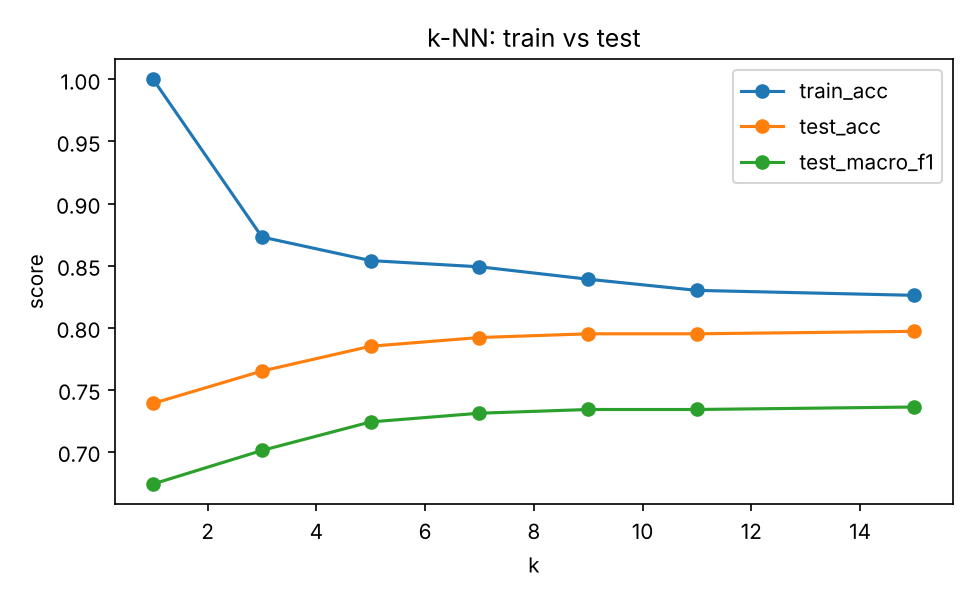 k-NN: train vs test
train_acc
test_acc
test_macro_f1
score
1.00
0.95
0.90
0.85
0.80
0.75
0.70
2 4 6 8 10 12 14
k